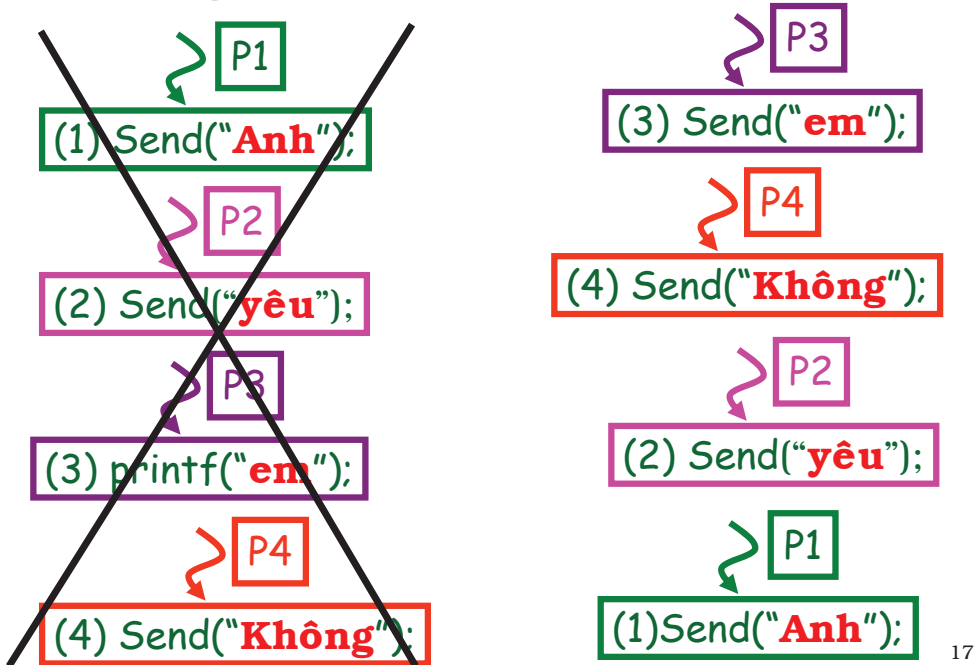 P1
(1) Send("Anh");
P2
(2) Send("yêu");
P3
(3) printf("em");
P4
(4) Send("Không");
P3
(3) Send("em");
P4
(4) Send("Không");
P2
(2) Send("yêu");
P1
(1)Send("Anh");
17